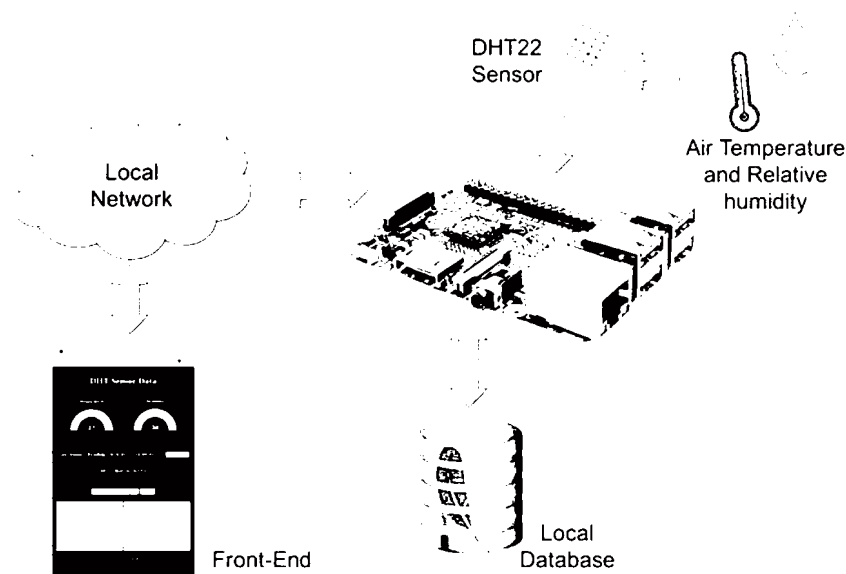 DHT22
Sensor
Air Temperature
and Relative
humidity
Local
Network
DHT Sensor Data
Front-End
Local
Database